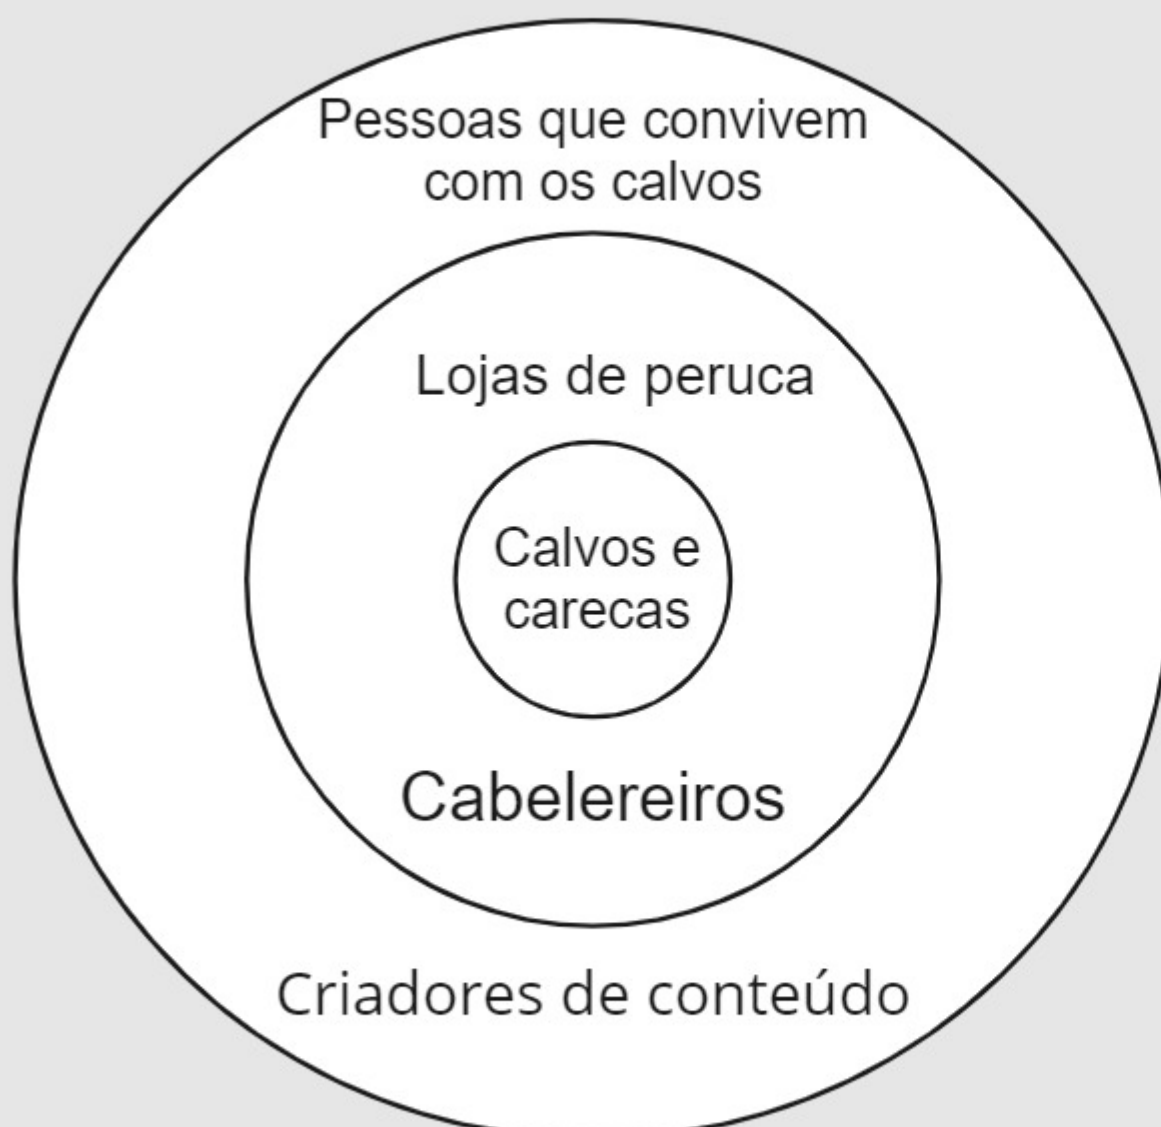 Pessoas que convivem
com os calvos
Lojas de peruca
Calvos e
carecas
Cabelereiros
Criadores de conteúdo